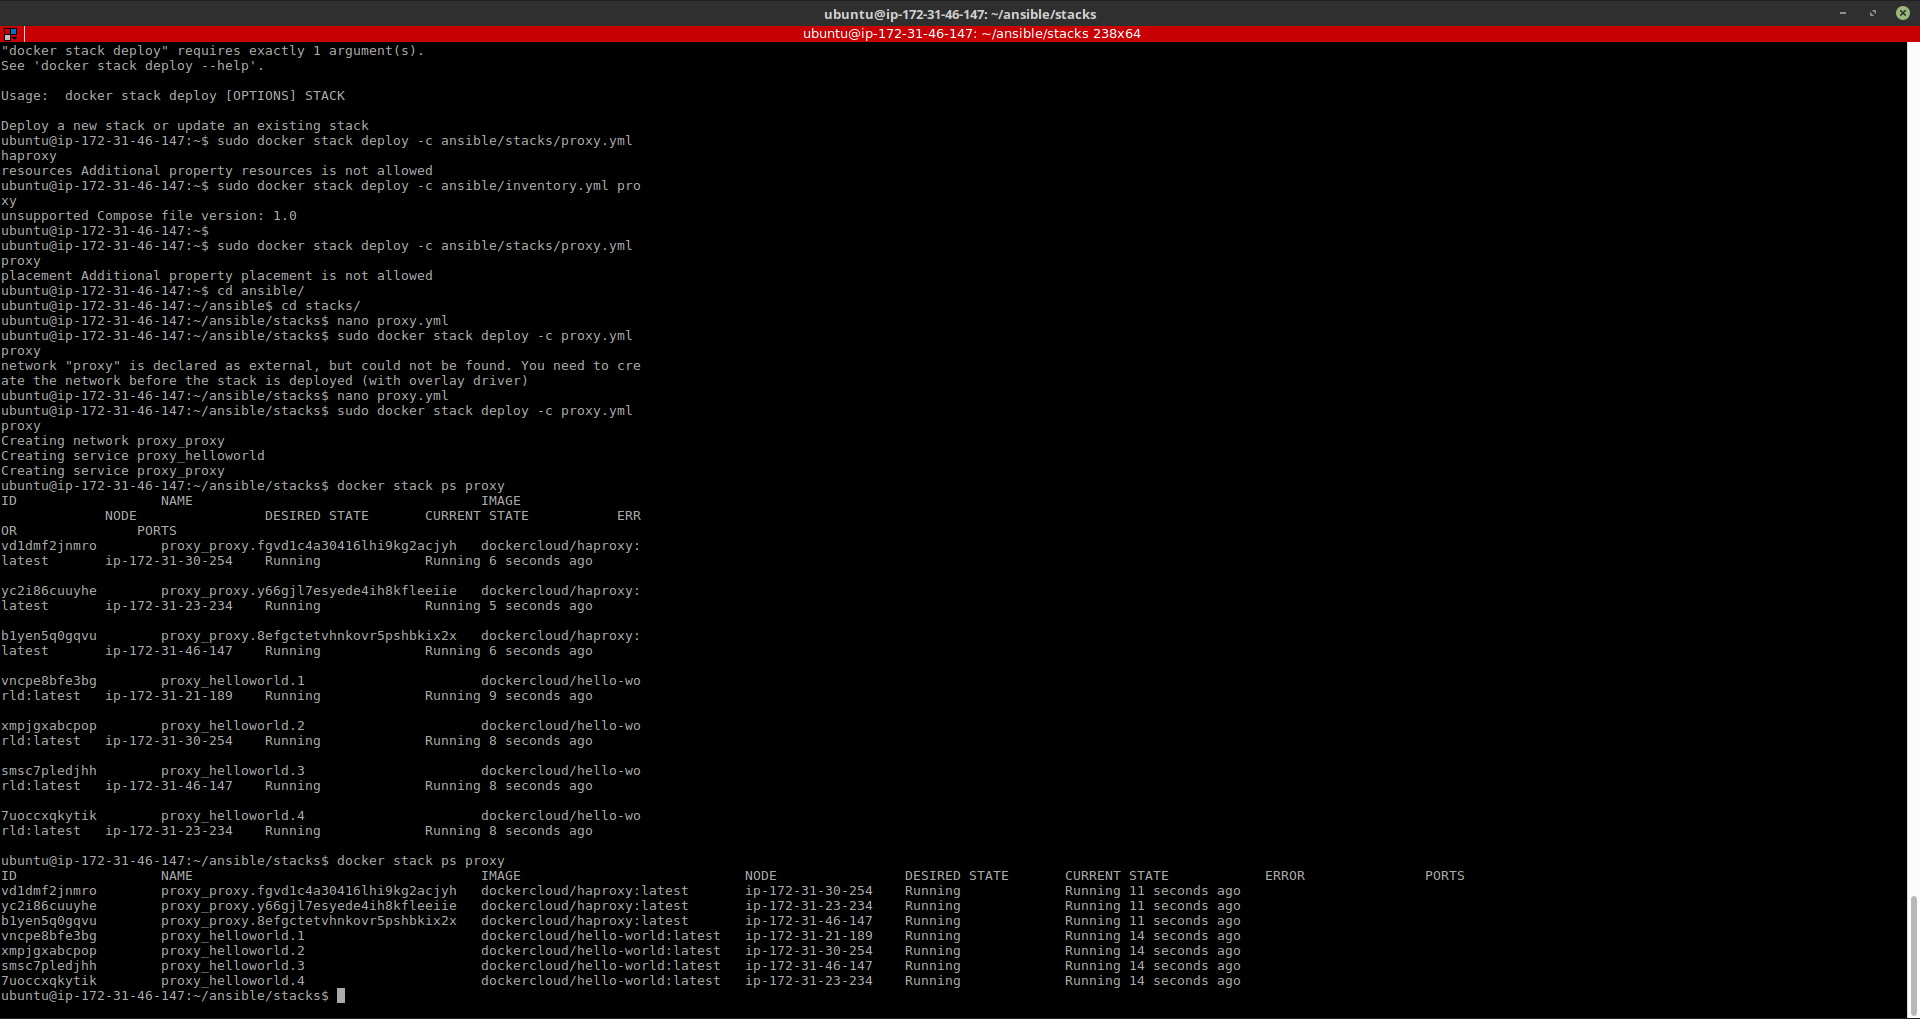 ubuntu@ip-172-31-46-147: ~/ansible/stacks
ubuntu@ip-172-31-46-147: ~/ansible/stacks 238x64
"docker stack deploy" requires exactly 1 argument(s).
See 'docker stack deploy --help'.
Usage:  docker stack deploy [OPTIONS] STACK
Deploy a new stack or update an existing stack
ubuntu@ip-172-31-46-147:~$ sudo docker stack deploy -c ansible/stacks/proxy.yml
haproxy
resources Additional property resources is not allowed
ubuntu@ip-172-31-46-147:~$ sudo docker stack deploy -c ansible/inventory.yml pro
xy
unsupported Compose file version: 1.0
ubuntu@ip-172-31-46-147:~$
ubuntu@ip-172-31-46-147:~$ sudo docker stack deploy -c ansible/stacks/proxy.yml
proxy
placement Additional property placement is not allowed
ubuntu@ip-172-31-46-147:~$ cd ansible/
ubuntu@ip-172-31-46-147:~/ansible$ cd stacks/
ubuntu@ip-172-31-46-147:~/ansible/stacks$ nano proxy.yml
ubuntu@ip-172-31-46-147:~/ansible/stacks$ sudo docker stack deploy -c proxy.yml
proxy
network "proxy" is declared as external, but could not be found. You need to cre
ate the network before the stack is deployed (with overlay driver)
ubuntu@ip-172-31-46-147:~/ansible/stacks$ nano proxy.yml
ubuntu@ip-172-31-46-147:~/ansible/stacks$ sudo docker stack deploy -c proxy.yml
proxy
Creating network proxy_proxy
Creating service proxy_helloworld
Creating service proxy_proxy
ubuntu@ip-172-31-46-147:~/ansible/stacks$ docker stack ps proxy
ID                  NAME                                    IMAGE
             NODE                DESIRED STATE       CURRENT STATE           ERR
OR               PORTS
vd1dmf2jnmro        proxy_proxy.fgvd1c4a30416lhi9kg2acjyh   dockercloud/haproxy:
latest       ip-172-31-30-254    Running             Running 6 seconds ago
yc2i86cuuyhe        proxy_proxy.y66gjl7esyede4ih8kfleeiie   dockercloud/haproxy:
latest       ip-172-31-23-234    Running             Running 5 seconds ago
b1yen5q0gqvu        proxy_proxy.8efgctetvhnkovr5pshbkix2x   dockercloud/haproxy:
latest       ip-172-31-46-147    Running             Running 6 seconds ago
vncpe8bfe3bg        proxy_helloworld.1                      dockercloud/hello-wo
rld:latest   ip-172-31-21-189    Running             Running 9 seconds ago
xmpjgxabcpop        proxy_helloworld.2                      dockercloud/hello-wo
rld:latest   ip-172-31-30-254    Running             Running 8 seconds ago
smsc7pledjhh        proxy_helloworld.3                      dockercloud/hello-wo
rld:latest   ip-172-31-46-147    Running             Running 8 seconds ago
7uoccxqkytik        proxy_helloworld.4                      dockercloud/hello-wo
rld:latest   ip-172-31-23-234    Running             Running 8 seconds ago
ubuntu@ip-172-31-46-147:~/ansible/stacks$ docker stack ps proxy
ID                  NAME                                    IMAGE                            NODE                DESIRED STATE       CURRENT STATE            ERROR               PORTS
vd1dmf2jnmro        proxy_proxy.fgvd1c4a30416lhi9kg2acjyh   dockercloud/haproxy:latest       ip-172-31-30-254    Running             Running 11 seconds ago
yc2i86cuuyhe        proxy_proxy.y66gjl7esyede4ih8kfleeiie   dockercloud/haproxy:latest       ip-172-31-23-234    Running             Running 11 seconds ago
b1yen5q0gqvu        proxy_proxy.8efgctetvhnkovr5pshbkix2x   dockercloud/haproxy:latest       ip-172-31-46-147    Running             Running 11 seconds ago
vncpe8bfe3bg        proxy_helloworld.1                      dockercloud/hello-world:latest   ip-172-31-21-189    Running             Running 14 seconds ago
xmpjgxabcpop        proxy_helloworld.2                      dockercloud/hello-world:latest   ip-172-31-30-254    Running             Running 14 seconds ago
smsc7pledjhh        proxy_helloworld.3                      dockercloud/hello-world:latest   ip-172-31-46-147    Running             Running 14 seconds ago
7uoccxqkytik        proxy_helloworld.4                      dockercloud/hello-world:latest   ip-172-31-23-234    Running             Running 14 seconds ago
ubuntu@ip-172-31-46-147:~/ansible/stacks$